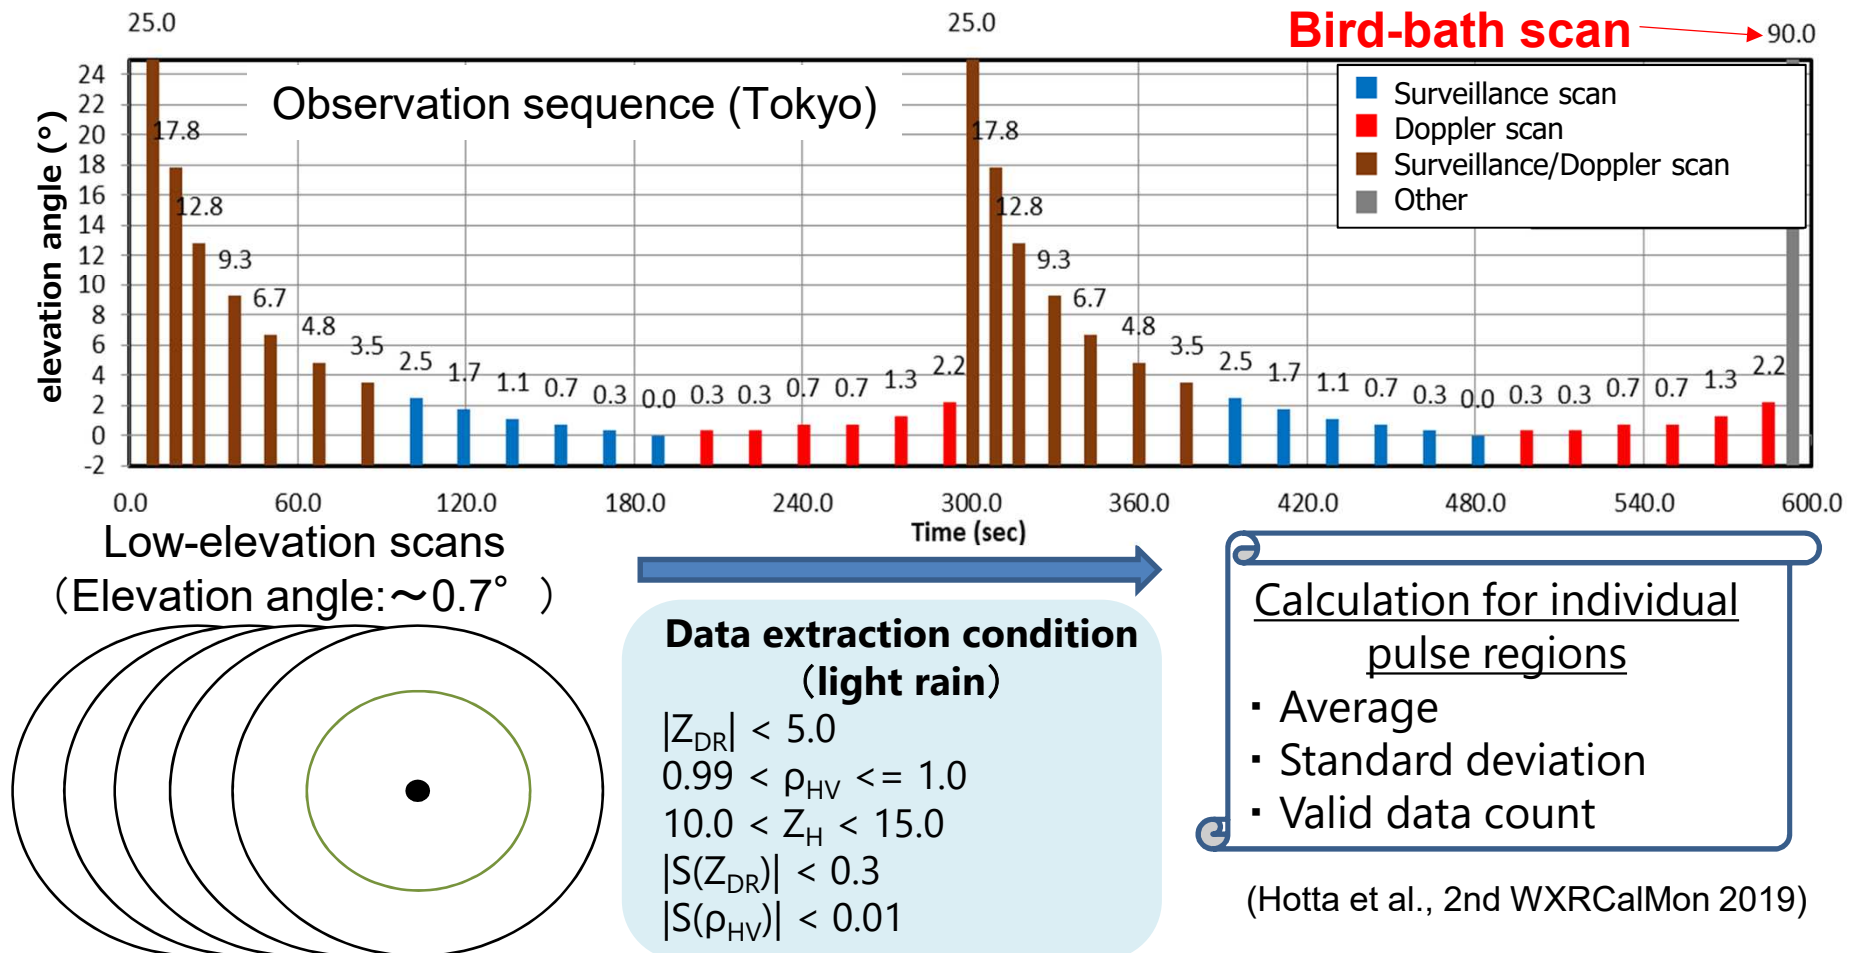 25.0
25.0
Bird-bath scan
90.0
Observation sequence (Tokyo)
Surveillance scan
Doppler scan
Surveillance/Doppler scan
Other
elevation angle (°)
24
22
20
18
16
14
12
10
8
6
4
2
0
-2
17.8
12.8
9.3
6.7
4.8
3.5
2.5
1.7
1.1
0.7
0.3
0.0
0.3
0.3
0.7
0.7
1.3
2.2
17.8
12.8
9.3
6.7
4.8
3.5
2.5
1.7
1.1
0.7
0.3
0.0
0.3
0.3
0.7
0.7
1.3
2.2
0.0 60.0 120.0 180.0 240.0 300.0 360.0 420.0 480.0 540.0 600.0
Time (sec)
Low-elevation scans
（Elevation angle:～0.7° ）
Data extraction condition
（light rain）
|Z_DR| < 5.0
0.99 < ρ_HV <= 1.0
10.0 < Z_H < 15.0
|S(Z_DR)| < 0.3
|S(ρ_HV)| < 0.01
Calculation for individual
pulse regions
・Average
・Standard deviation
・Valid data count
(Hotta et al., 2nd WXRCalMon 2019)